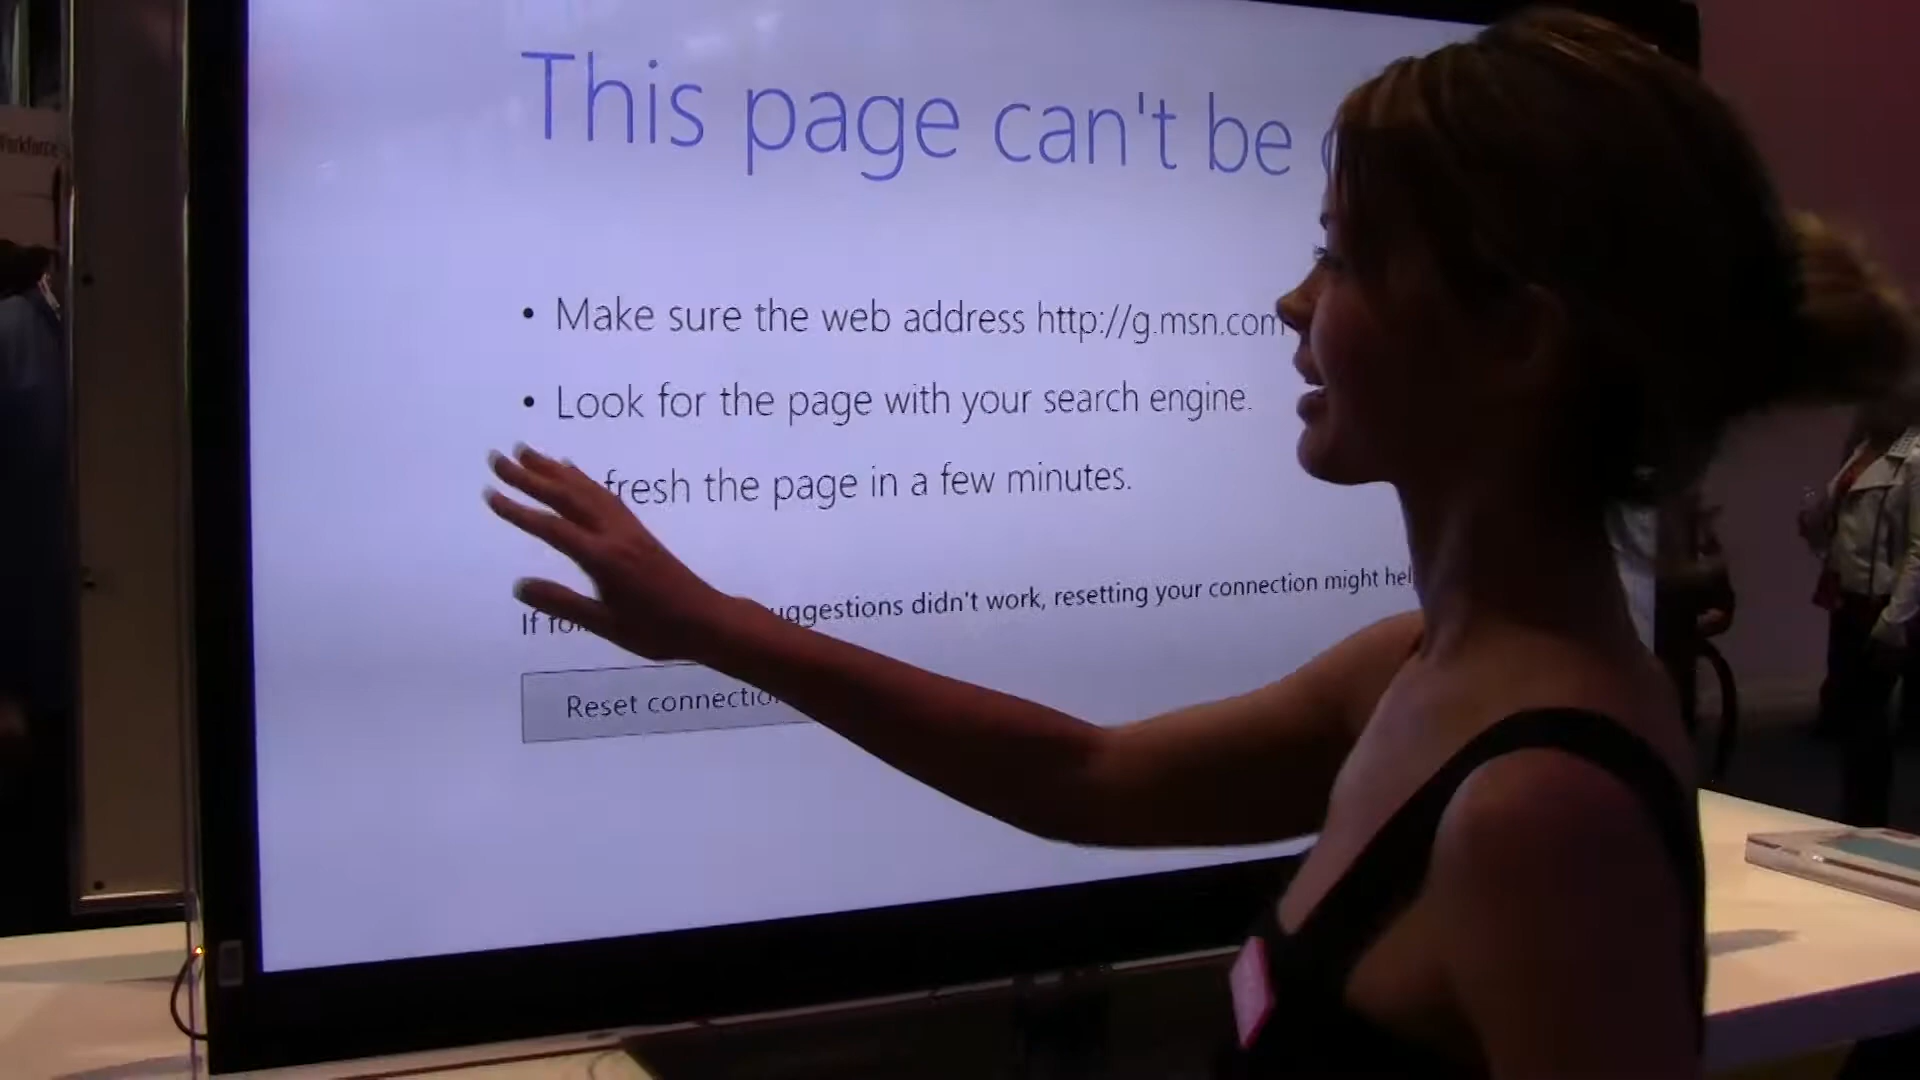 This page can't be
• Make sure the web address http://g.msn.com
• Look for the page with your search engine.
fresh the page in a few minutes.
If uggestions didn't work, resetting your connection might hel
Reset connectio
Workforce